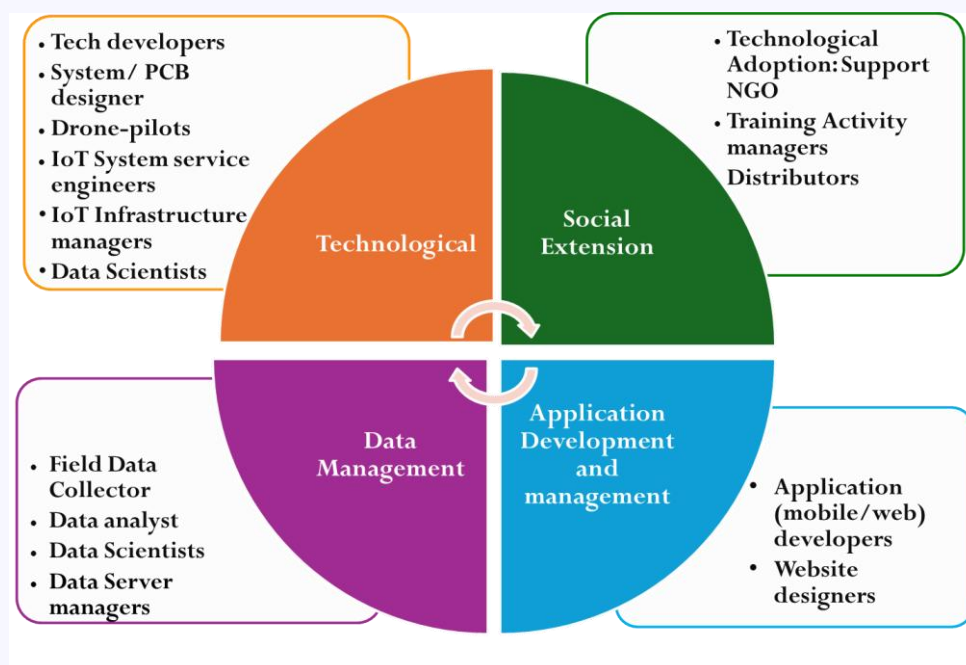 • Tech developers
• System/ PCB
designer
• Drone-pilots
• IoT System service
engineers
• IoT Infrastructure
managers
• Data Scientists
Technological
• Technological
Adoption: Support
NGO
• Training Activity
managers
Distributors
Social
Extension
• Field Data
Collector
• Data analyst
• Data Scientists
• Data Server
managers
Data
Management
Application
Development
and
management
• Application
(mobile/web)
developers
• Website
designers